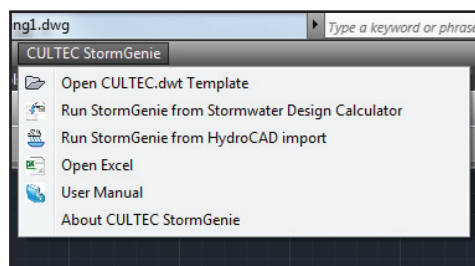 ng1.dwg
Type a keyword or phrase
CULTEC StormGenie
Open CULTEC.dwt Template
Run StormGenie from Stormwater Design Calculator
Run StormGenie from HydroCAD import
Open Excel
User Manual
About CULTEC StormGenie